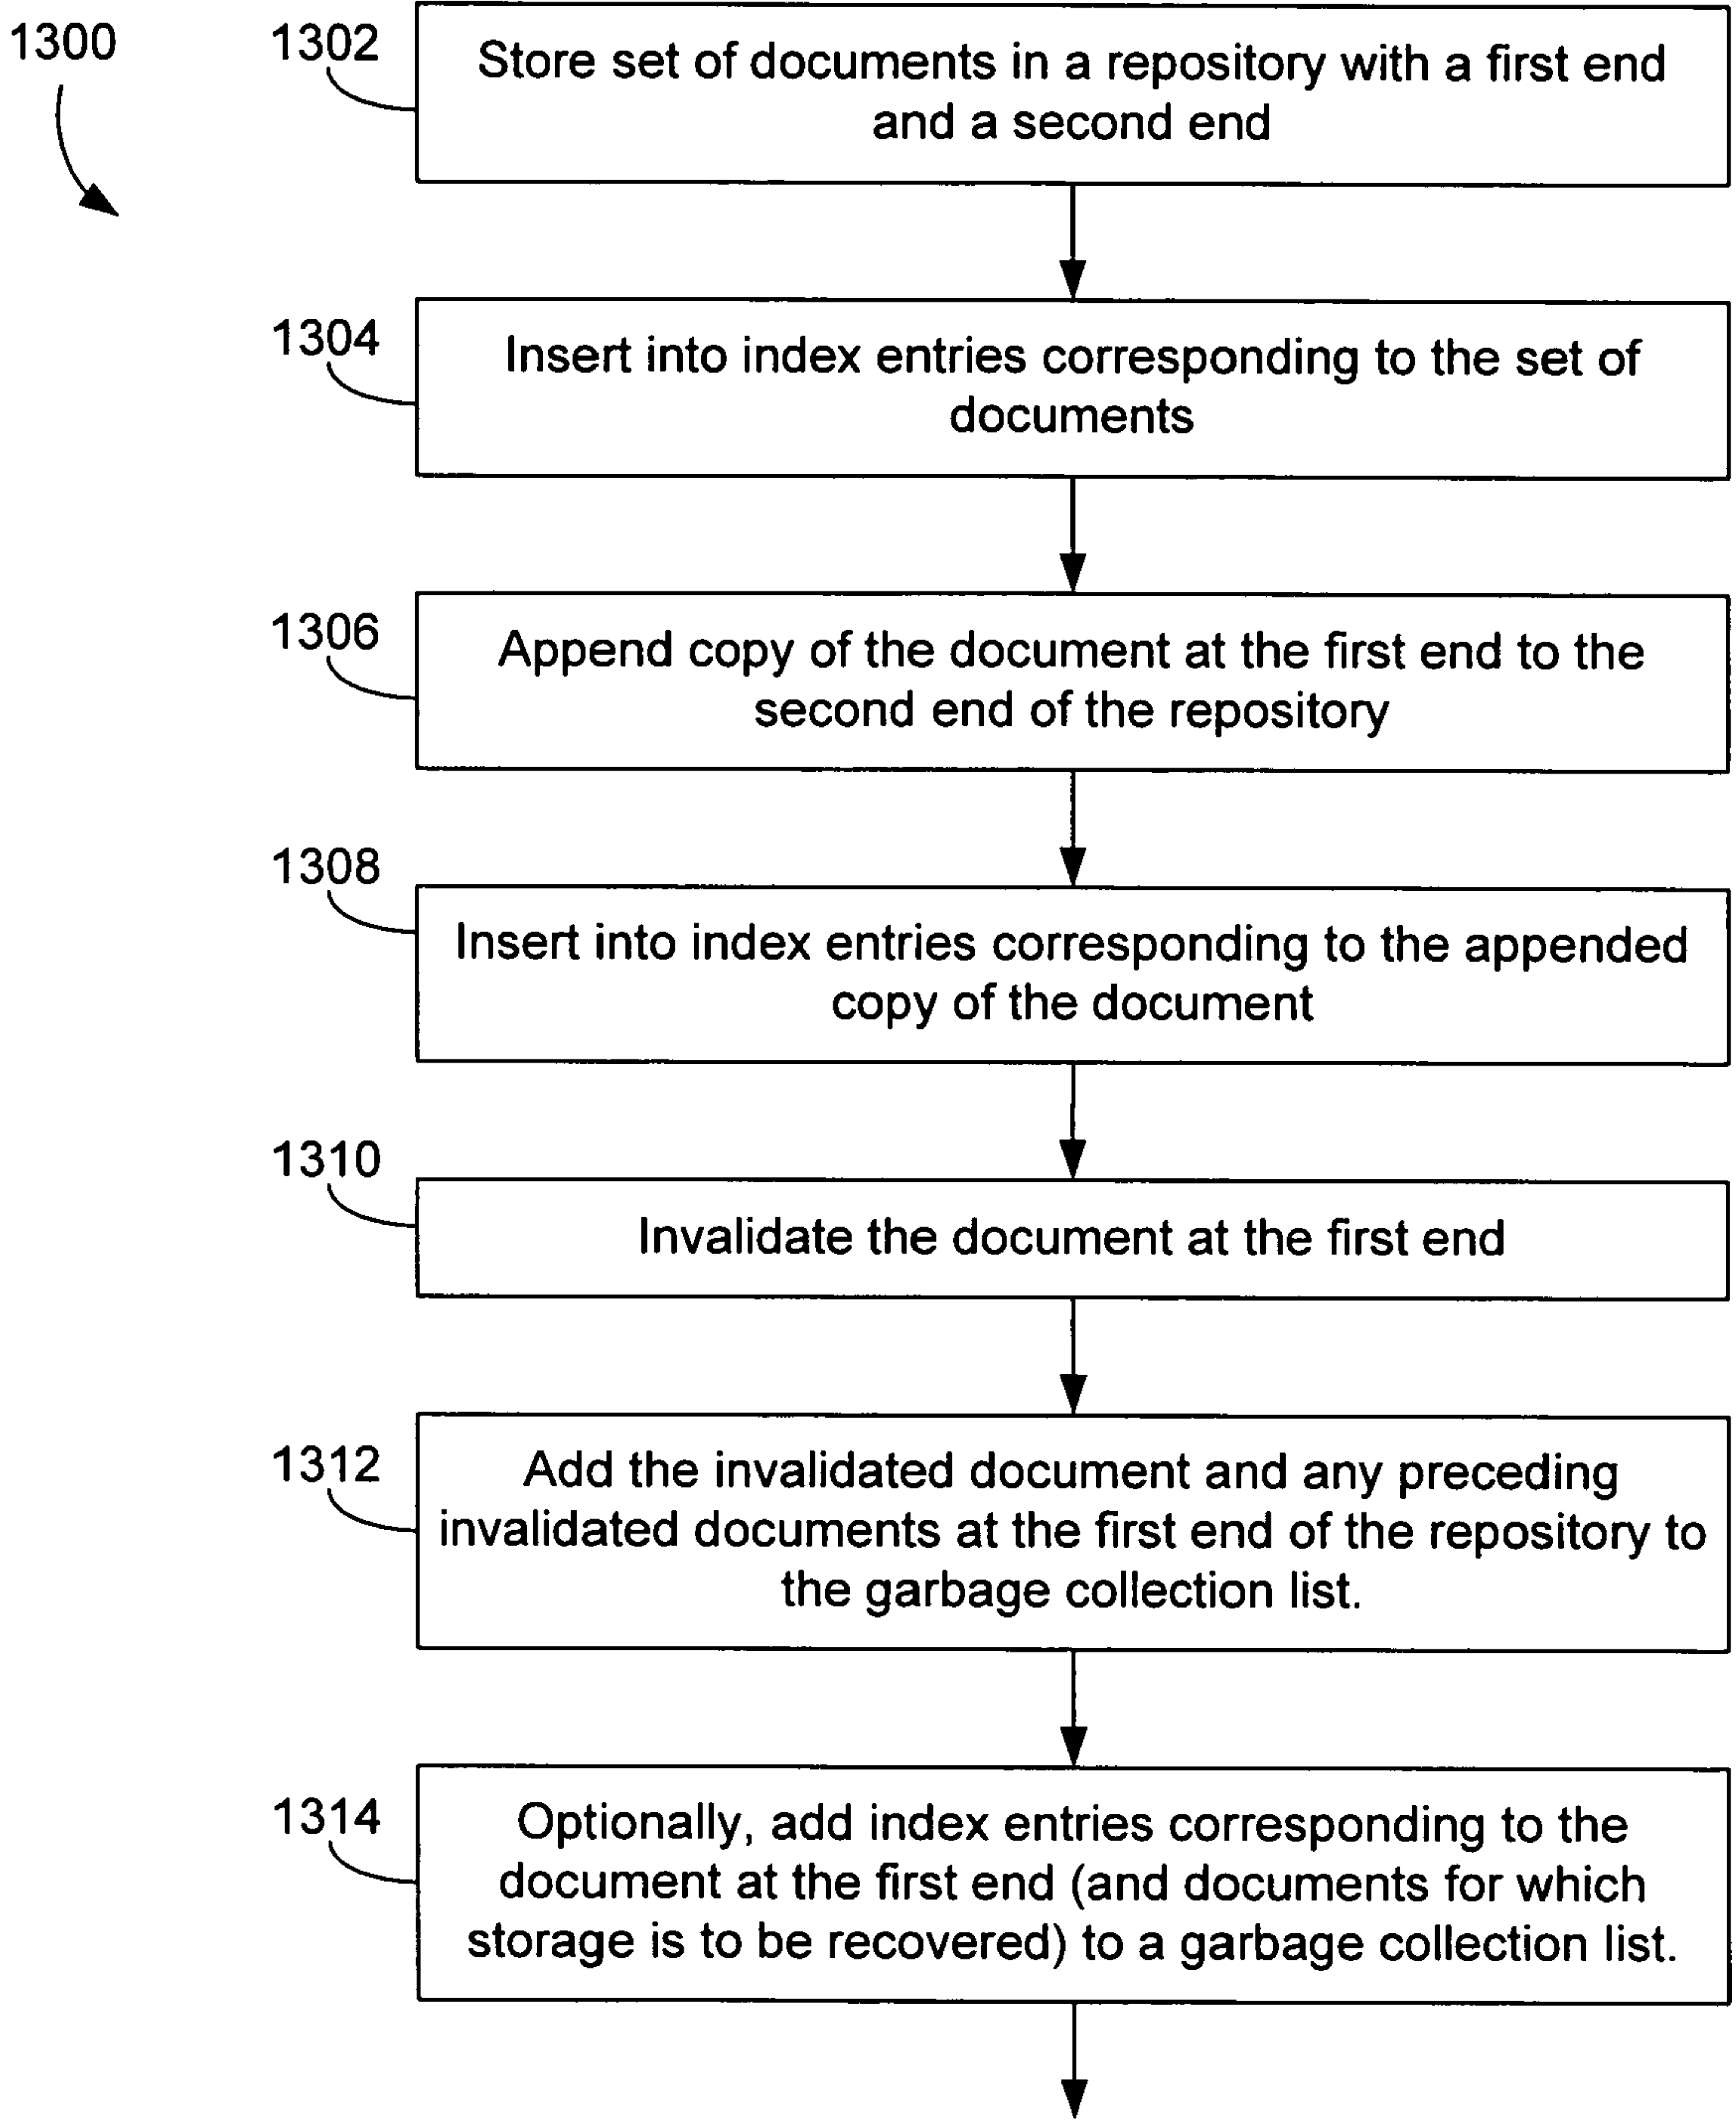 1300
1302
Store set of documents in a repository with a first end
and a second end
1304
Insert into index entries corresponding to the set of
documents
1306
Append copy of the document at the first end to the
second end of the repository
1308
Insert into index entries corresponding to the appended
copy of the document
1310
Invalidate the document at the first end
1312
Add the invalidated document and any preceding
invalidated documents at the first end of the repository to
the garbage collection list.
1314
Optionally, add index entries corresponding to the
document at the first end (and documents for which
storage is to be recovered) to a garbage collection list.